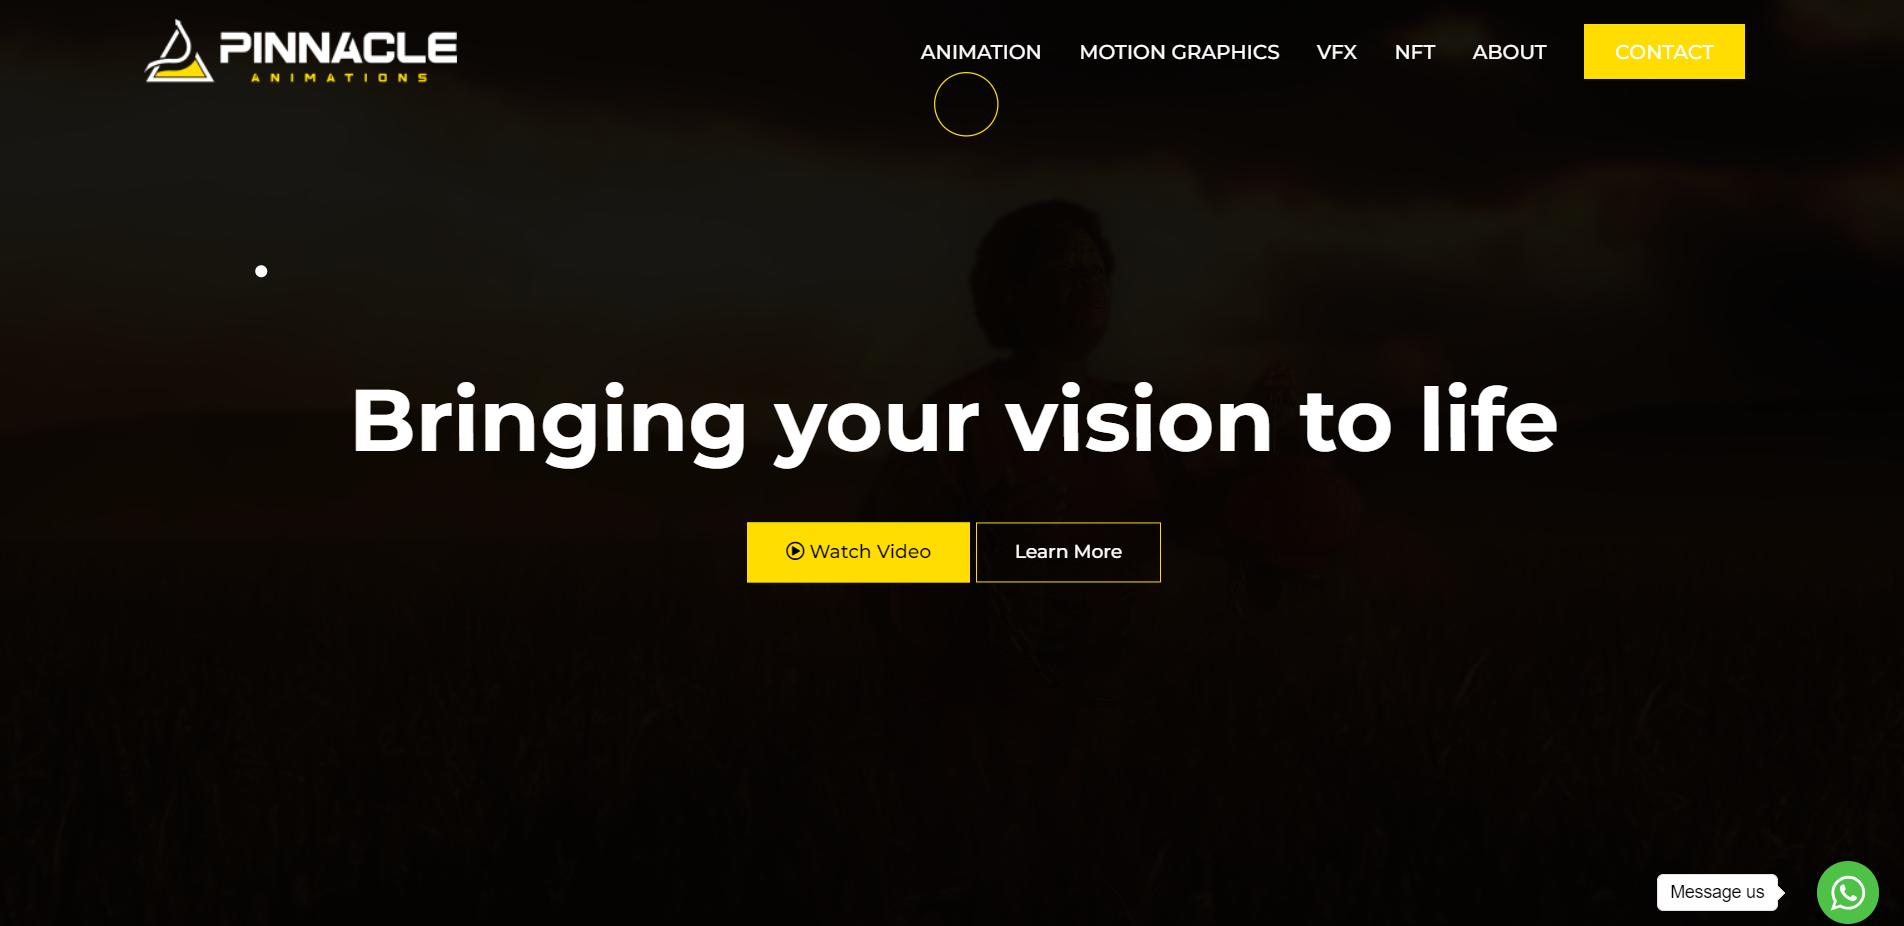 PINNACLE
ANIMATIONS
ANIMATION MOTION GRAPHICS VFX NFT ABOUT CONTACT
Bringing your vision to life
Watch Video Learn More
Message us